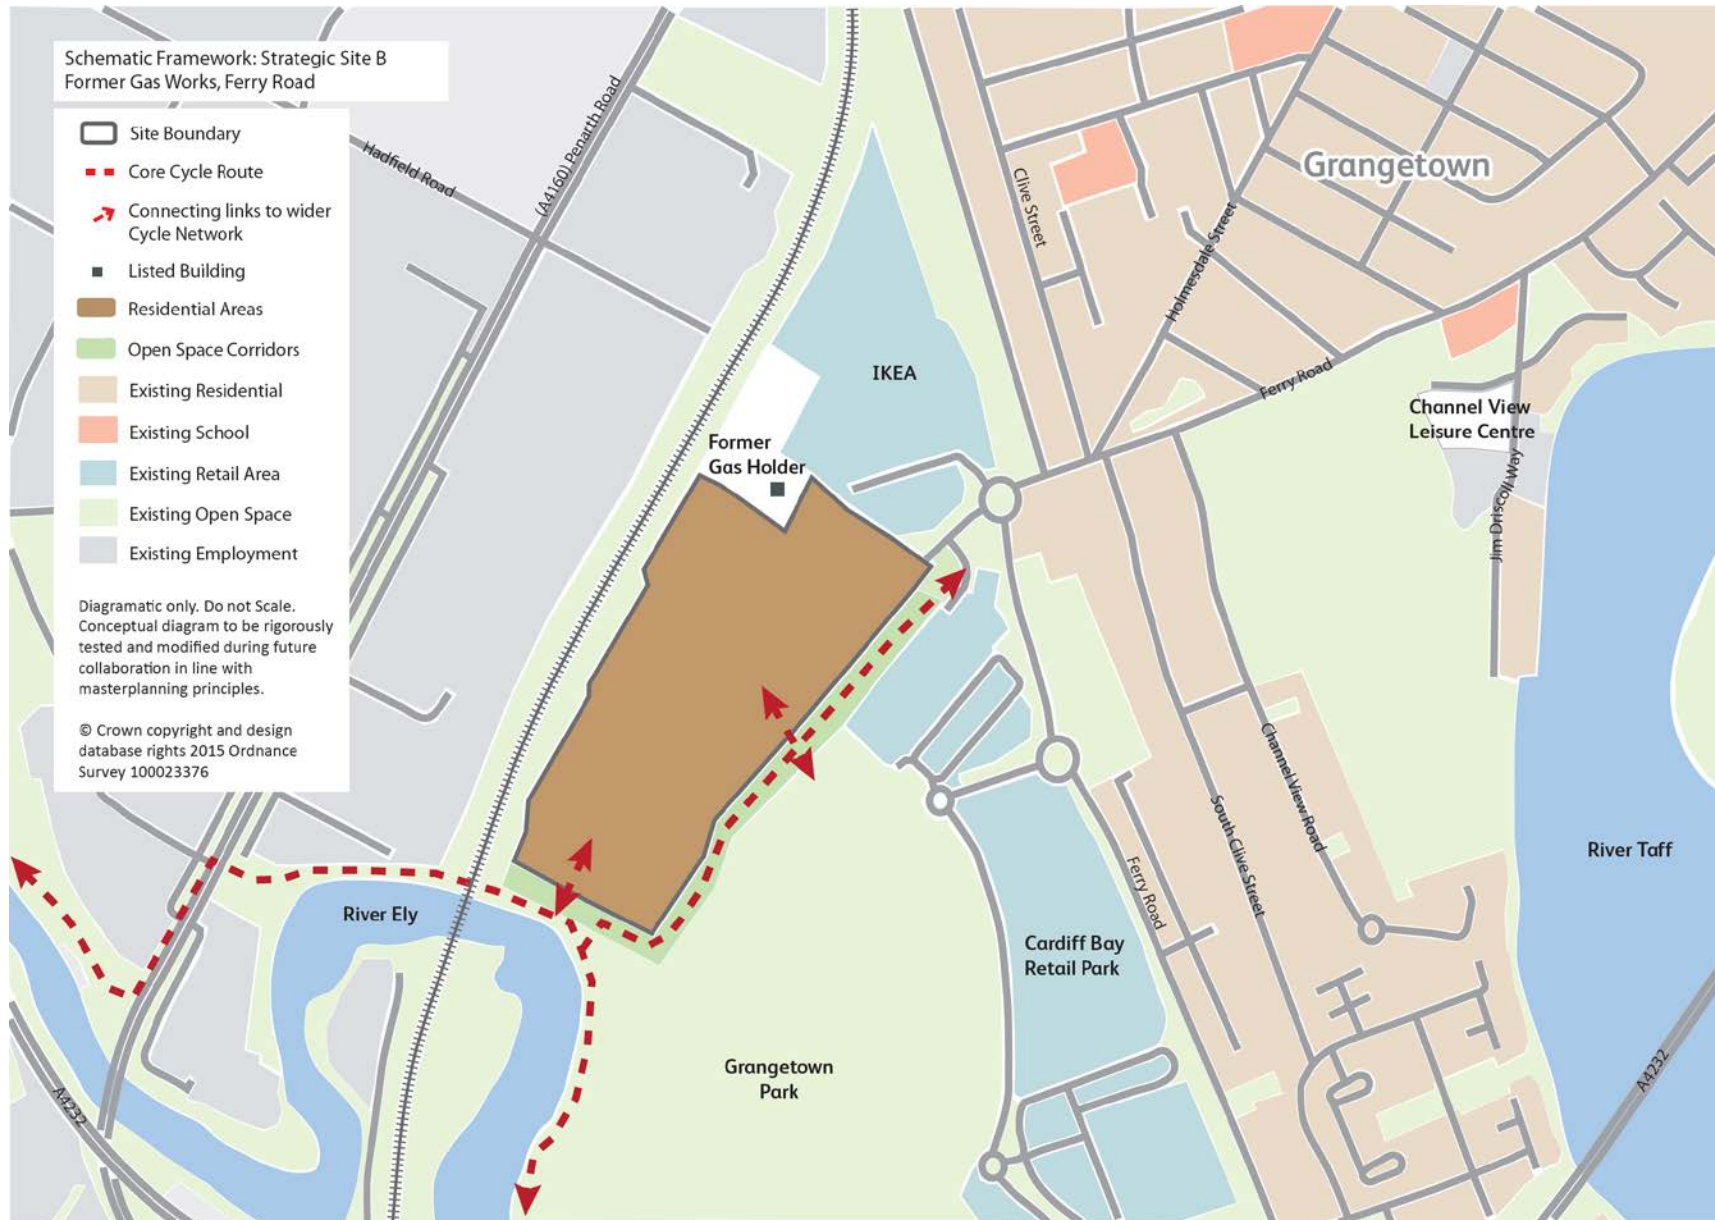 Schematic Framework: Strategic Site B
Former Gas Works, Ferry Road
Site Boundary
Core Cycle Route
Connecting links to wider
Cycle Network
Listed Building
Residential Areas
Open Space Corridors
Existing Residential
Existing School
Existing Retail Area
Existing Open Space
Existing Employment
Diagramatic only. Do not Scale.
Conceptual diagram to be rigorously
tested and modified during future
collaboration in line with
masterplanning principles.
© Crown copyright and design
database rights 2015 Ordnance
Survey 100023376
Hadfield Road
(A4160) Penarth Road
Clive Street
Grangetown
Holmesdale Street
IKEA
Ferry Road
Channel View
Leisure Centre
Former
Gas Holder
Jim Driscoll Way
Channel View Road
South Clive Street
River Taff
Ferry Road
River Ely
Cardiff Bay
Retail Park
Grangetown
Park
A4232
A4232